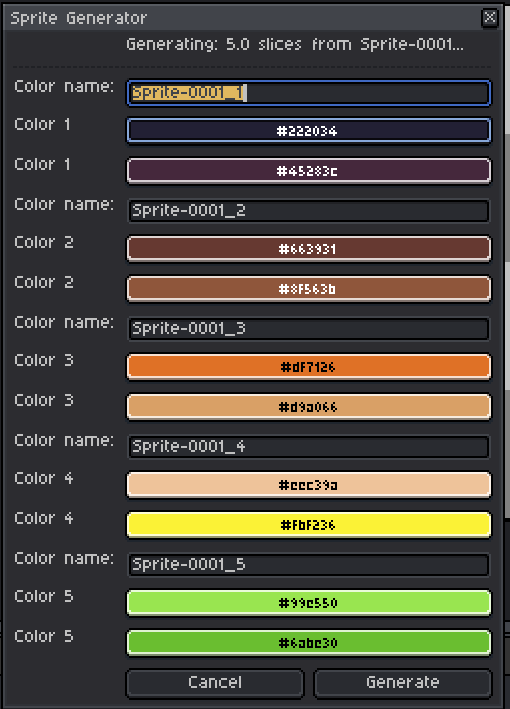 Sprite Generator
Generating: 5.0 slices from Sprite-0001...
Color name: Sprite-0001_1
Color 1 #222034
Color 1 #45283c
Color name: Sprite-0001_2
Color 2 #663931
Color 2 #8f563b
Color name: Sprite-0001_3
Color 3 #df7126
Color 3 #d9a066
Color name: Sprite-0001_4
Color 4 #eec39a
Color 4 #fbf236
Color name: Sprite-0001_5
Color 5 #99e550
Color 5 #6abe30
Cancel Generate